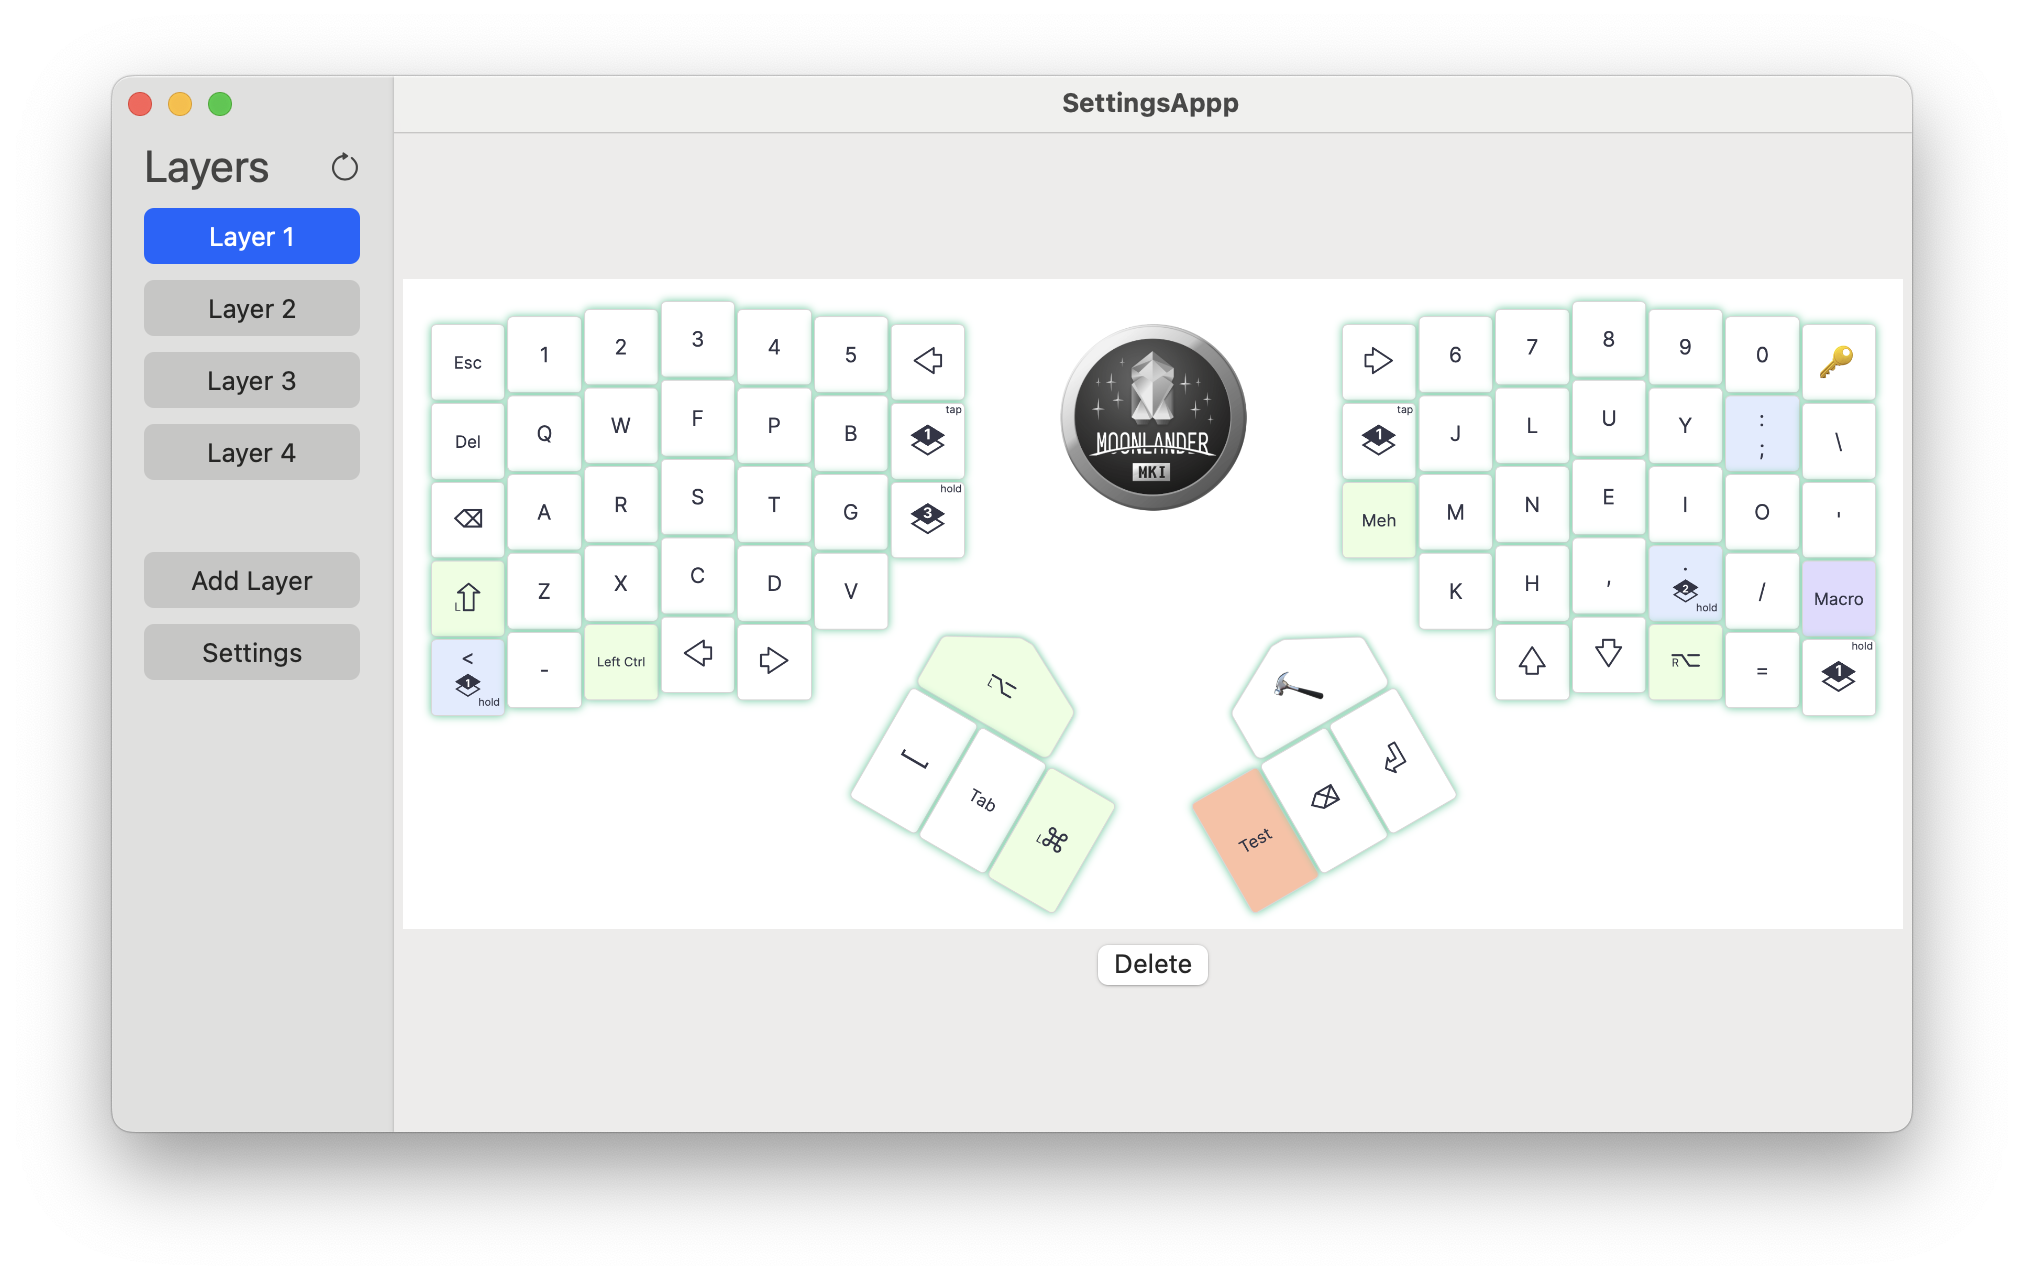 SettingsAppp
Layers
Layer 1
Layer 2
Layer 3
Layer 4
Add Layer
Settings
Esc 1 2 3 4 5
Del Q W F P B tap 1
A R S T G hold 3
L Z X C D V
< 1 hold - Left Ctrl
L
[ Tab L
MOONLANDER
MKI
6 7 8 9 0
tap 1 J L U Y : ; \
Meh M N E I O '
K H , . 2 hold / Macro
R = hold 1
Test
Delete